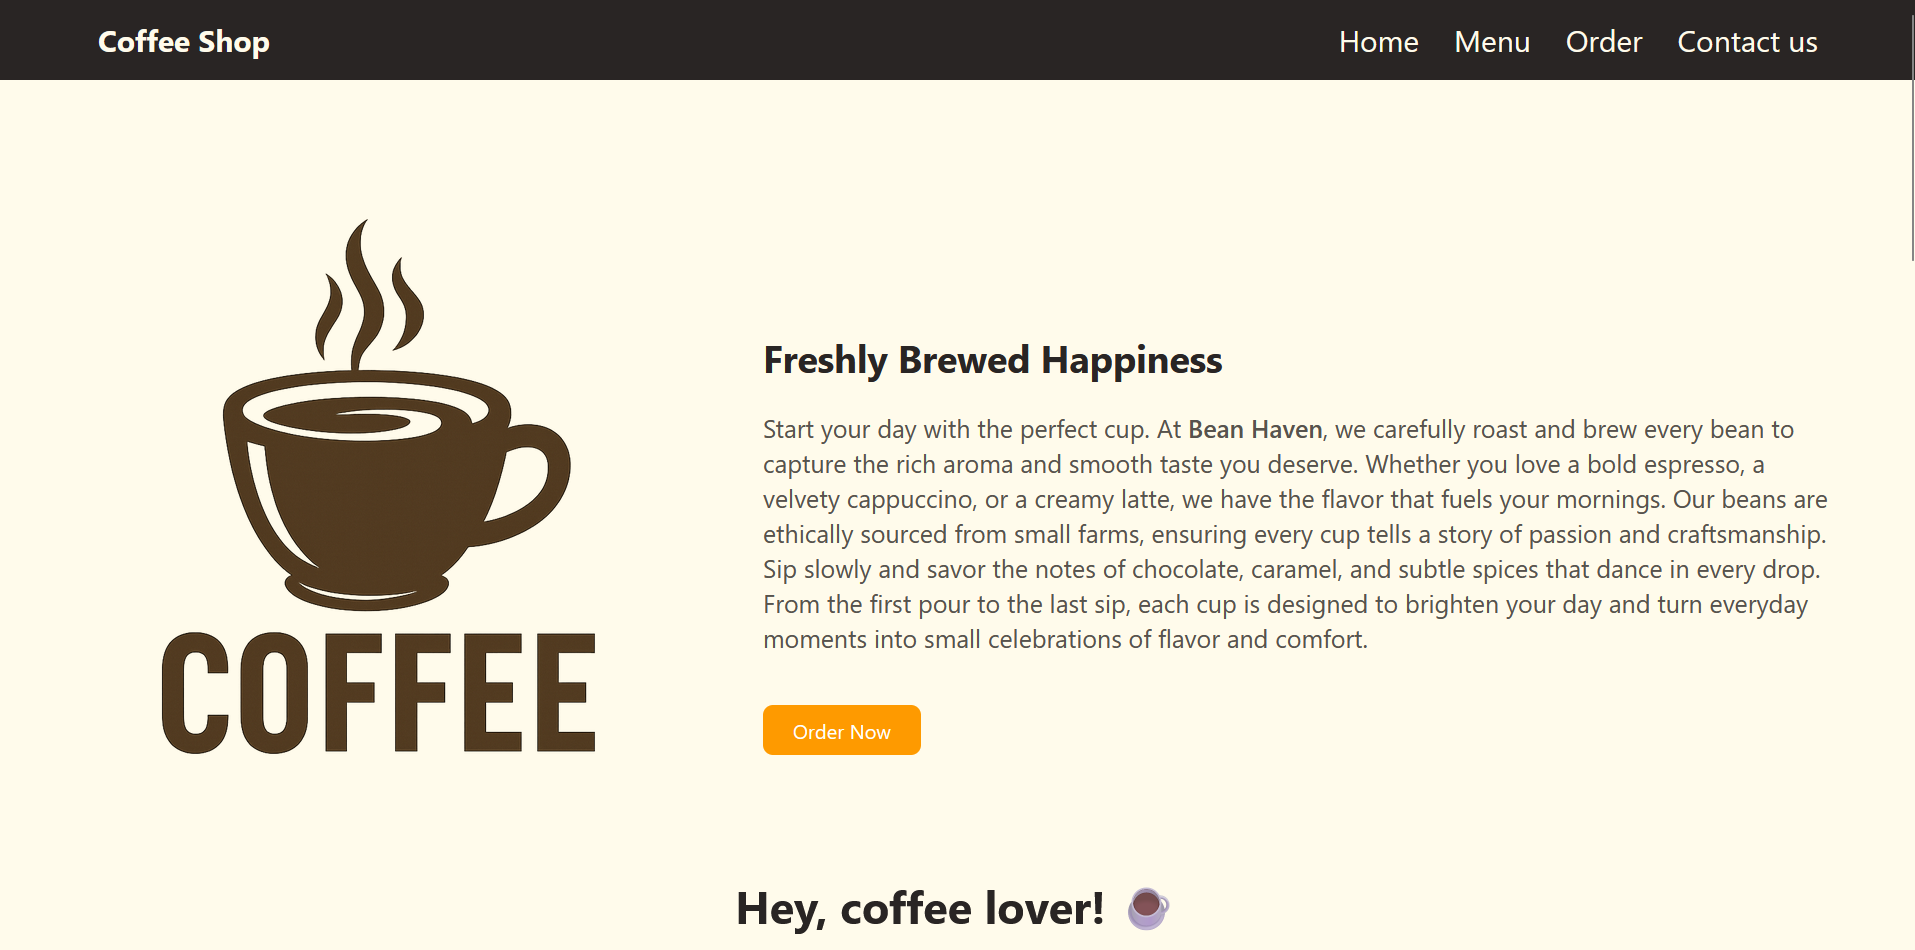 Coffee Shop
Home Menu Order Contact us
COFFEE
Freshly Brewed Happiness
Start your day with the perfect cup. At Bean Haven, we carefully roast and brew every bean to
capture the rich aroma and smooth taste you deserve. Whether you love a bold espresso, a
velvety cappuccino, or a creamy latte, we have the flavor that fuels your mornings. Our beans are
ethically sourced from small farms, ensuring every cup tells a story of passion and craftsmanship.
Sip slowly and savor the notes of chocolate, caramel, and subtle spices that dance in every drop.
From the first pour to the last sip, each cup is designed to brighten your day and turn everyday
moments into small celebrations of flavor and comfort.
Order Now
Hey, coffee lover!